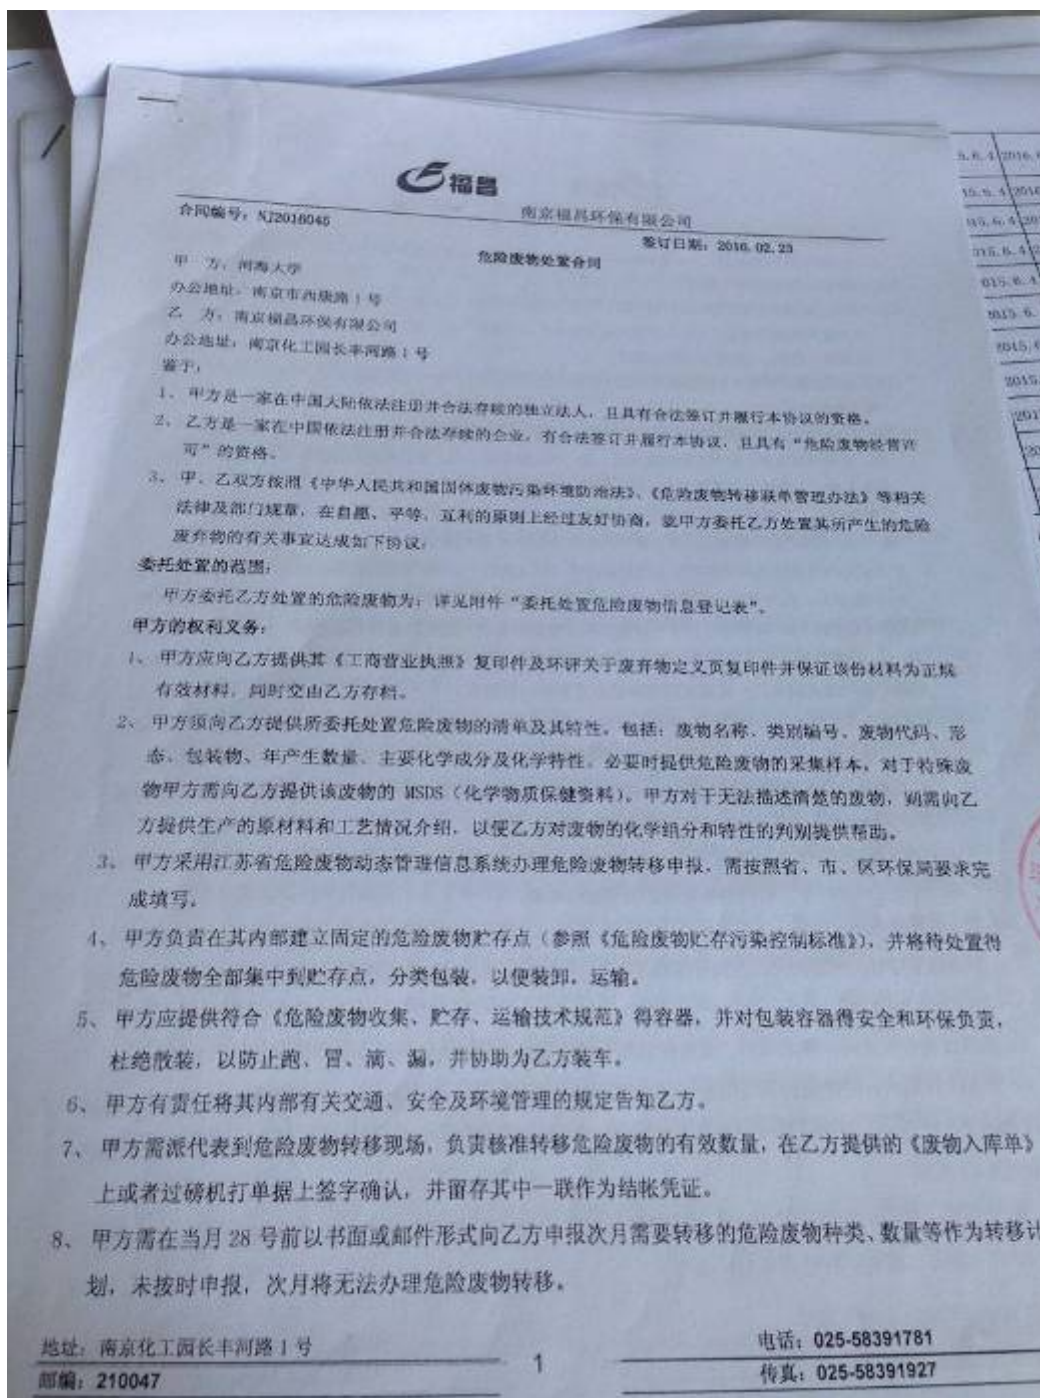 福昌
南京福昌环保有限公司
合同编号：NJ2016045
签订日期：2016.02.23
危险废物处置合同
甲 方：河海大学
办公地址：南京市西康路1号
乙 方：南京福昌环保有限公司
办公地址：南京化工园长丰河路1号
鉴于：
1、甲方是一家在中国大陆依法注册并合法存续的独立法人，且具有合法签订并履行本协议的资格。
2、乙方是一家在中国依法注册并合法存续的企业，有合法签订并履行本协议，且具有“危险废物经营许
可”的资格。
3、甲、乙双方按照《中华人民共和国固体废物污染环境防治法》、《危险废物转移联单管理办法》等相关
法律及部门规章，在自愿、平等、互利的原则上经过友好协商，就甲方委托乙方处置其所产生的危险
废弃物的有关事宜达成如下协议：
委托处置的范围：
甲方委托乙方处置的危险废物为：详见附件“委托处置危险废物信息登记表”。
甲方的权利义务：
1、甲方应向乙方提供其《工商营业执照》复印件及环评关于废弃物定义页复印件并保证该份材料为正规
有效材料，同时交由乙方存档。
2、甲方须向乙方提供所委托处置危险废物的清单及其特性。包括：废物名称、类别编号、废物代码、形
态、包装物、年产生数量、主要化学成分及化学特性。必要时提供危险废物的采集样本。对于特殊废
物甲方需向乙方提供该废物的 MSDS（化学物质保健资料）。甲方对于无法描述清楚的废物，则需向乙
方提供生产的原材料和工艺情况介绍，以便乙方对废物的化学组分和特性的判别提供帮助。
3、甲方采用江苏省危险废物动态管理信息系统办理危险废物转移申报，需按照省、市、区环保局要求完
成填写。
4、甲方负责在其内部建立固定的危险废物贮存点（参照《危险废物贮存污染控制标准》），并将待处置得
危险废物全部集中到贮存点，分类包装，以便装卸，运输。
5、甲方应提供符合《危险废物收集、贮存、运输技术规范》得容器，并对包装容器得安全和环保负责，
杜绝散装，以防止跑、冒、滴、漏，并协助为乙方装车。
6、甲方有责任将其内部有关交通、安全及环境管理的规定告知乙方。
7、甲方需派代表到危险废物转移现场，负责核准转移危险废物的有效数量，在乙方提供的《废物入库单》
上或者过磅机打单据上签字确认，并留存其中一联作为结帐凭证。
8、甲方需在当月 28 号前以书面或邮件形式向乙方申报次月需要转移的危险废物种类、数量等作为转移计
划，未按时申报，次月将无法办理危险废物转移。
地址：南京化工园长丰河路1号
电话：025-58391781
1
邮编：210047
传真：025-58391927